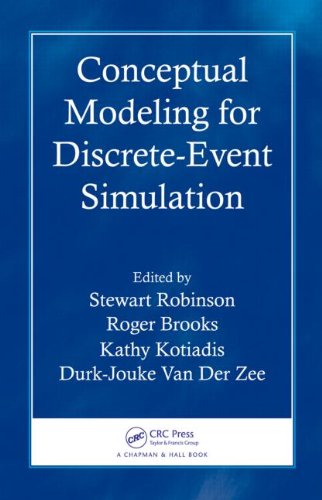 Conceptual
Modeling for
Discrete-Event
Simulation
Edited by
Stewart Robinson
Roger Brooks
Kathy Kotiadis
Durk-Jouke Van Der Zee
CRC
CRC Press
Taylor & Francis Group
A CHAPMAN & HALL BOOK